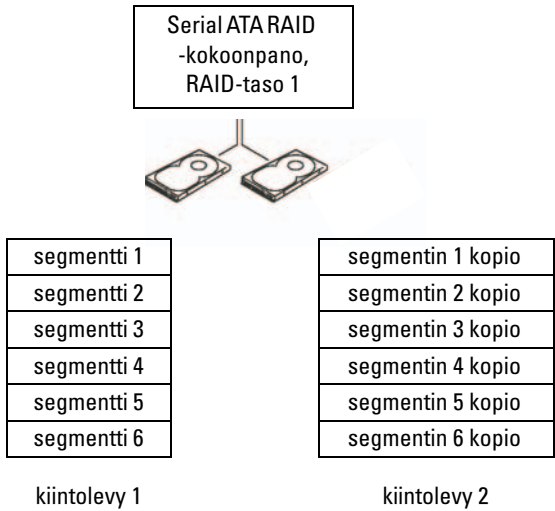 Serial ATA RAID
-kokoonpano,
RAID-taso 1
segmentti 1
segmentti 2
segmentti 3
segmentti 4
segmentti 5
segmentti 6
kiintolevy 1
segmentin 1 kopio
segmentin 2 kopio
segmentin 3 kopio
segmentin 4 kopio
segmentin 5 kopio
segmentin 6 kopio
kiintolevy 2